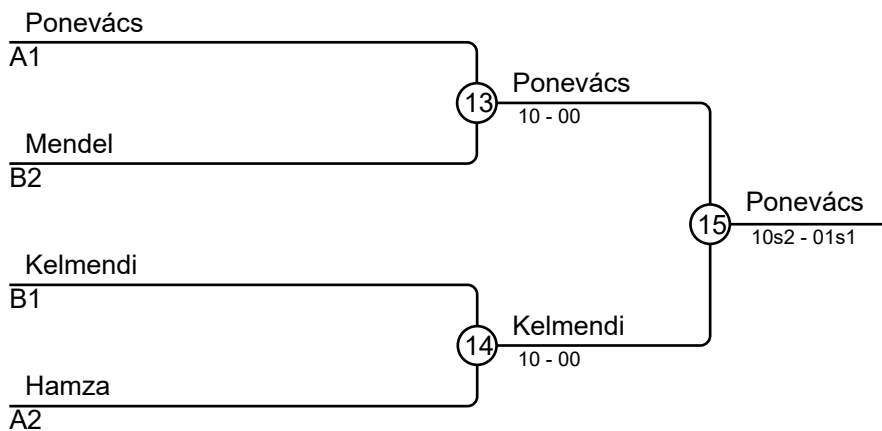 Ponevács
A1
13
Ponevács
10 - 00
Mendel
B2
15
Ponevács
10s2 - 01s1
Kelmendi
B1
14
Kelmendi
10 - 00
Hamza
A2